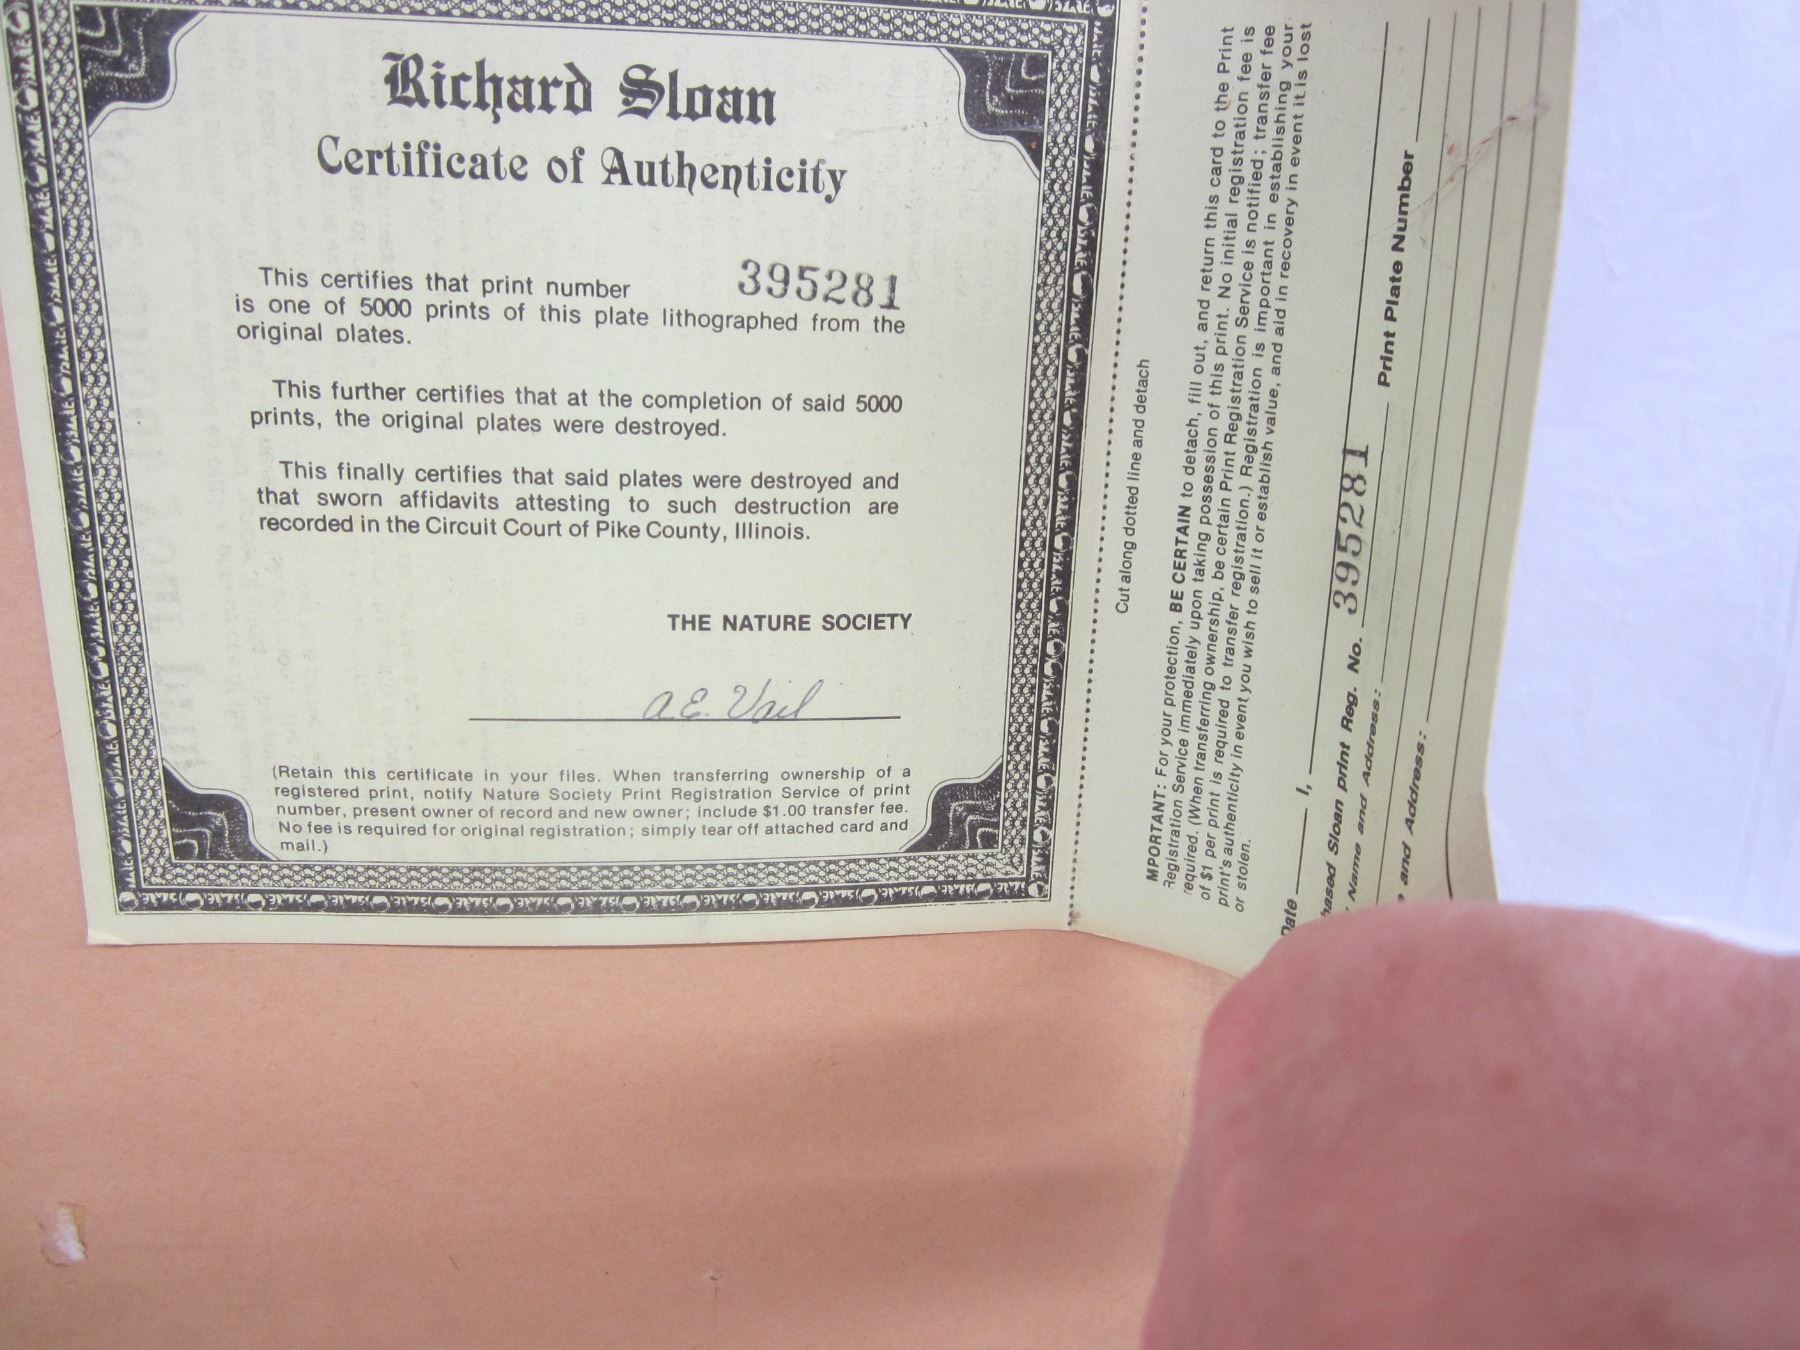 Richard Sloan
Certificate of Authenticity
This certifies that print number 395281
is one of 5000 prints of this plate lithographed from the
original plates.
This further certifies that at the completion of said 5000
prints, the original plates were destroyed.
This finally certifies that said plates were destroyed and
that sworn affidavits attesting to such destruction are
recorded in the Circuit Court of Pike County, Illinois.
THE NATURE SOCIETY
A.E. Vail
(Retain this certificate in your files. When transferring ownership of a
registered print, notify Nature Society Print Registration Service of print
number, present owner of record and new owner; include $1.00 transfer fee.
No fee is required for original registration; simply tear off attached card and
mail.)
Cut along dotted line and detach
MPORTANT: For your protection, BE CERTAIN to detach, fill out, and return this card to the Print
Registration Service immediately upon taking possession of this print. No initial registration fee is
required. (When transferring ownership, be certain Print Registration Service is notified; transfer fee
of $1 per print is required to transfer registration.) Registration is important in establishing your
print's authenticity in event you wish to sell it or establish value, and aid in recovery in event it is lost
or stolen.
Date I,
hased Sloan print Reg. No. 395281 Print Plate Number
Name and Address:
and Address: